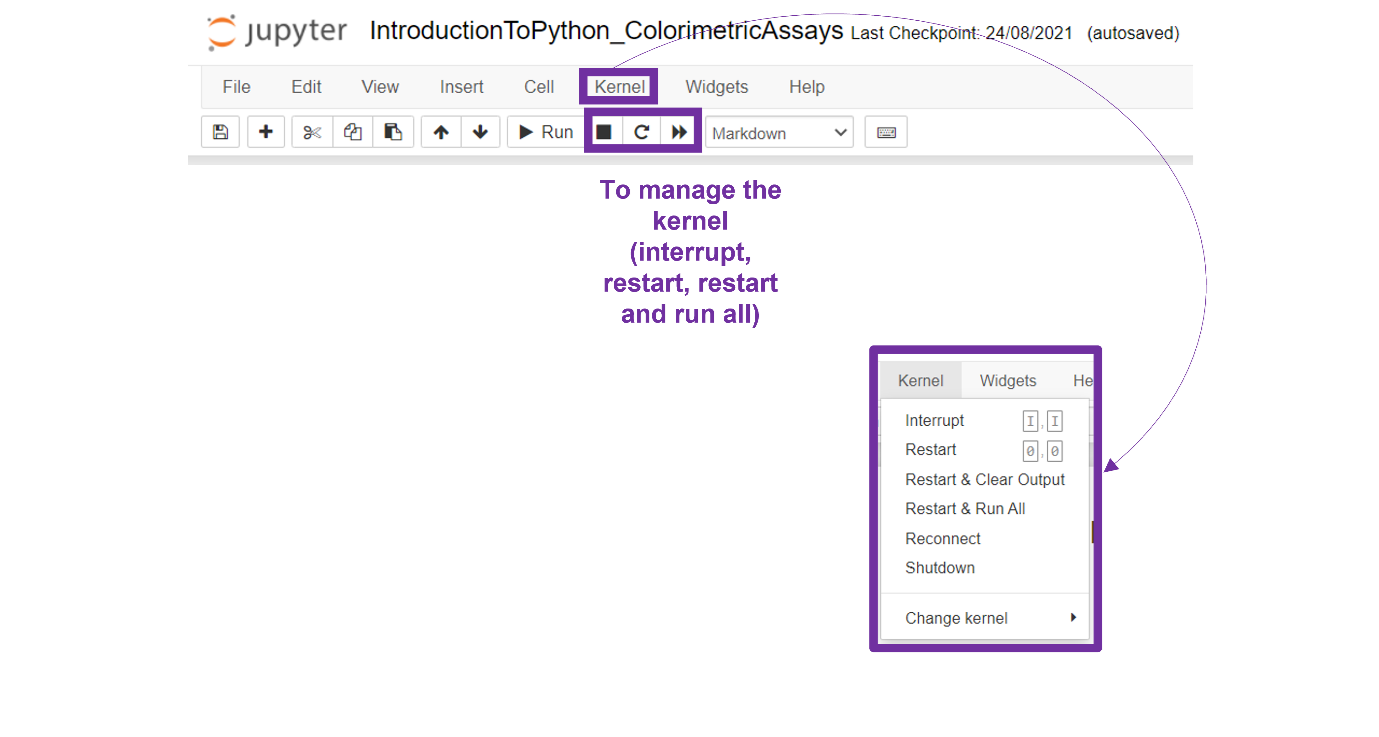 jupyter IntroductionToPython_ColorimetricAssays Last Checkpoint: 24/08/2021 (autosaved)
File Edit View Insert Cell Kernel Widgets Help
Run Markdown
To manage the
kernel
(interrupt,
restart, restart
and run all)
Kernel Widgets He
Interrupt I,I
Restart 0,0
Restart & Clear Output
Restart & Run All
Reconnect
Shutdown
Change kernel